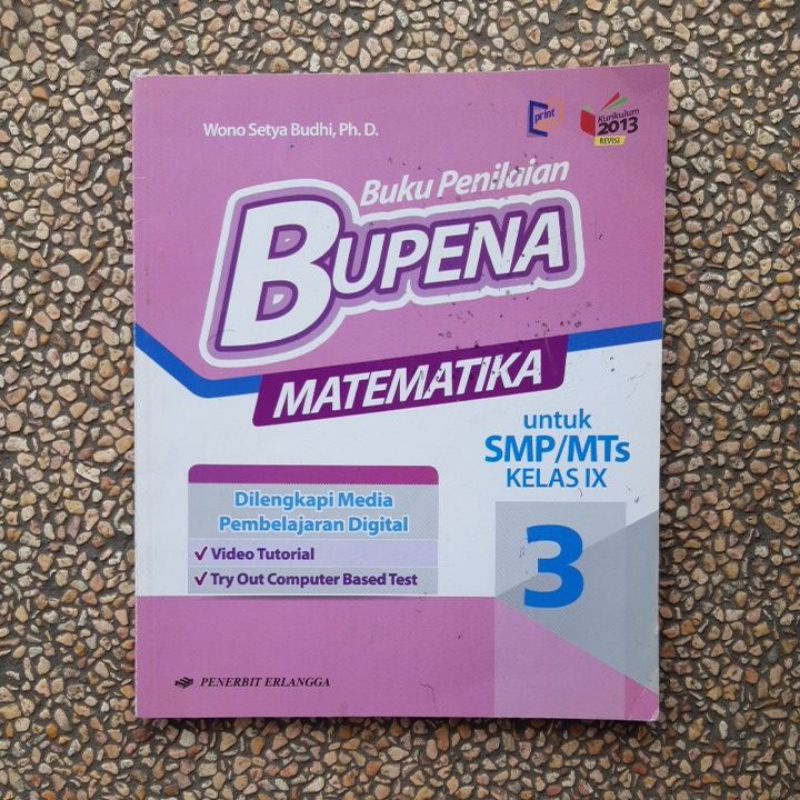 Wono Setya Budhi, Ph. D.
print
Kurikulum
2013
REVISI
Buku Penilaian
BUPENA
MATEMATIKA
untuk
SMP/MTs
KELAS IX
3
Dilengkapi Media
Pembelajaran Digital
✓ Video Tutorial
✓ Try Out Computer Based Test
PENERBIT ERLANGGA